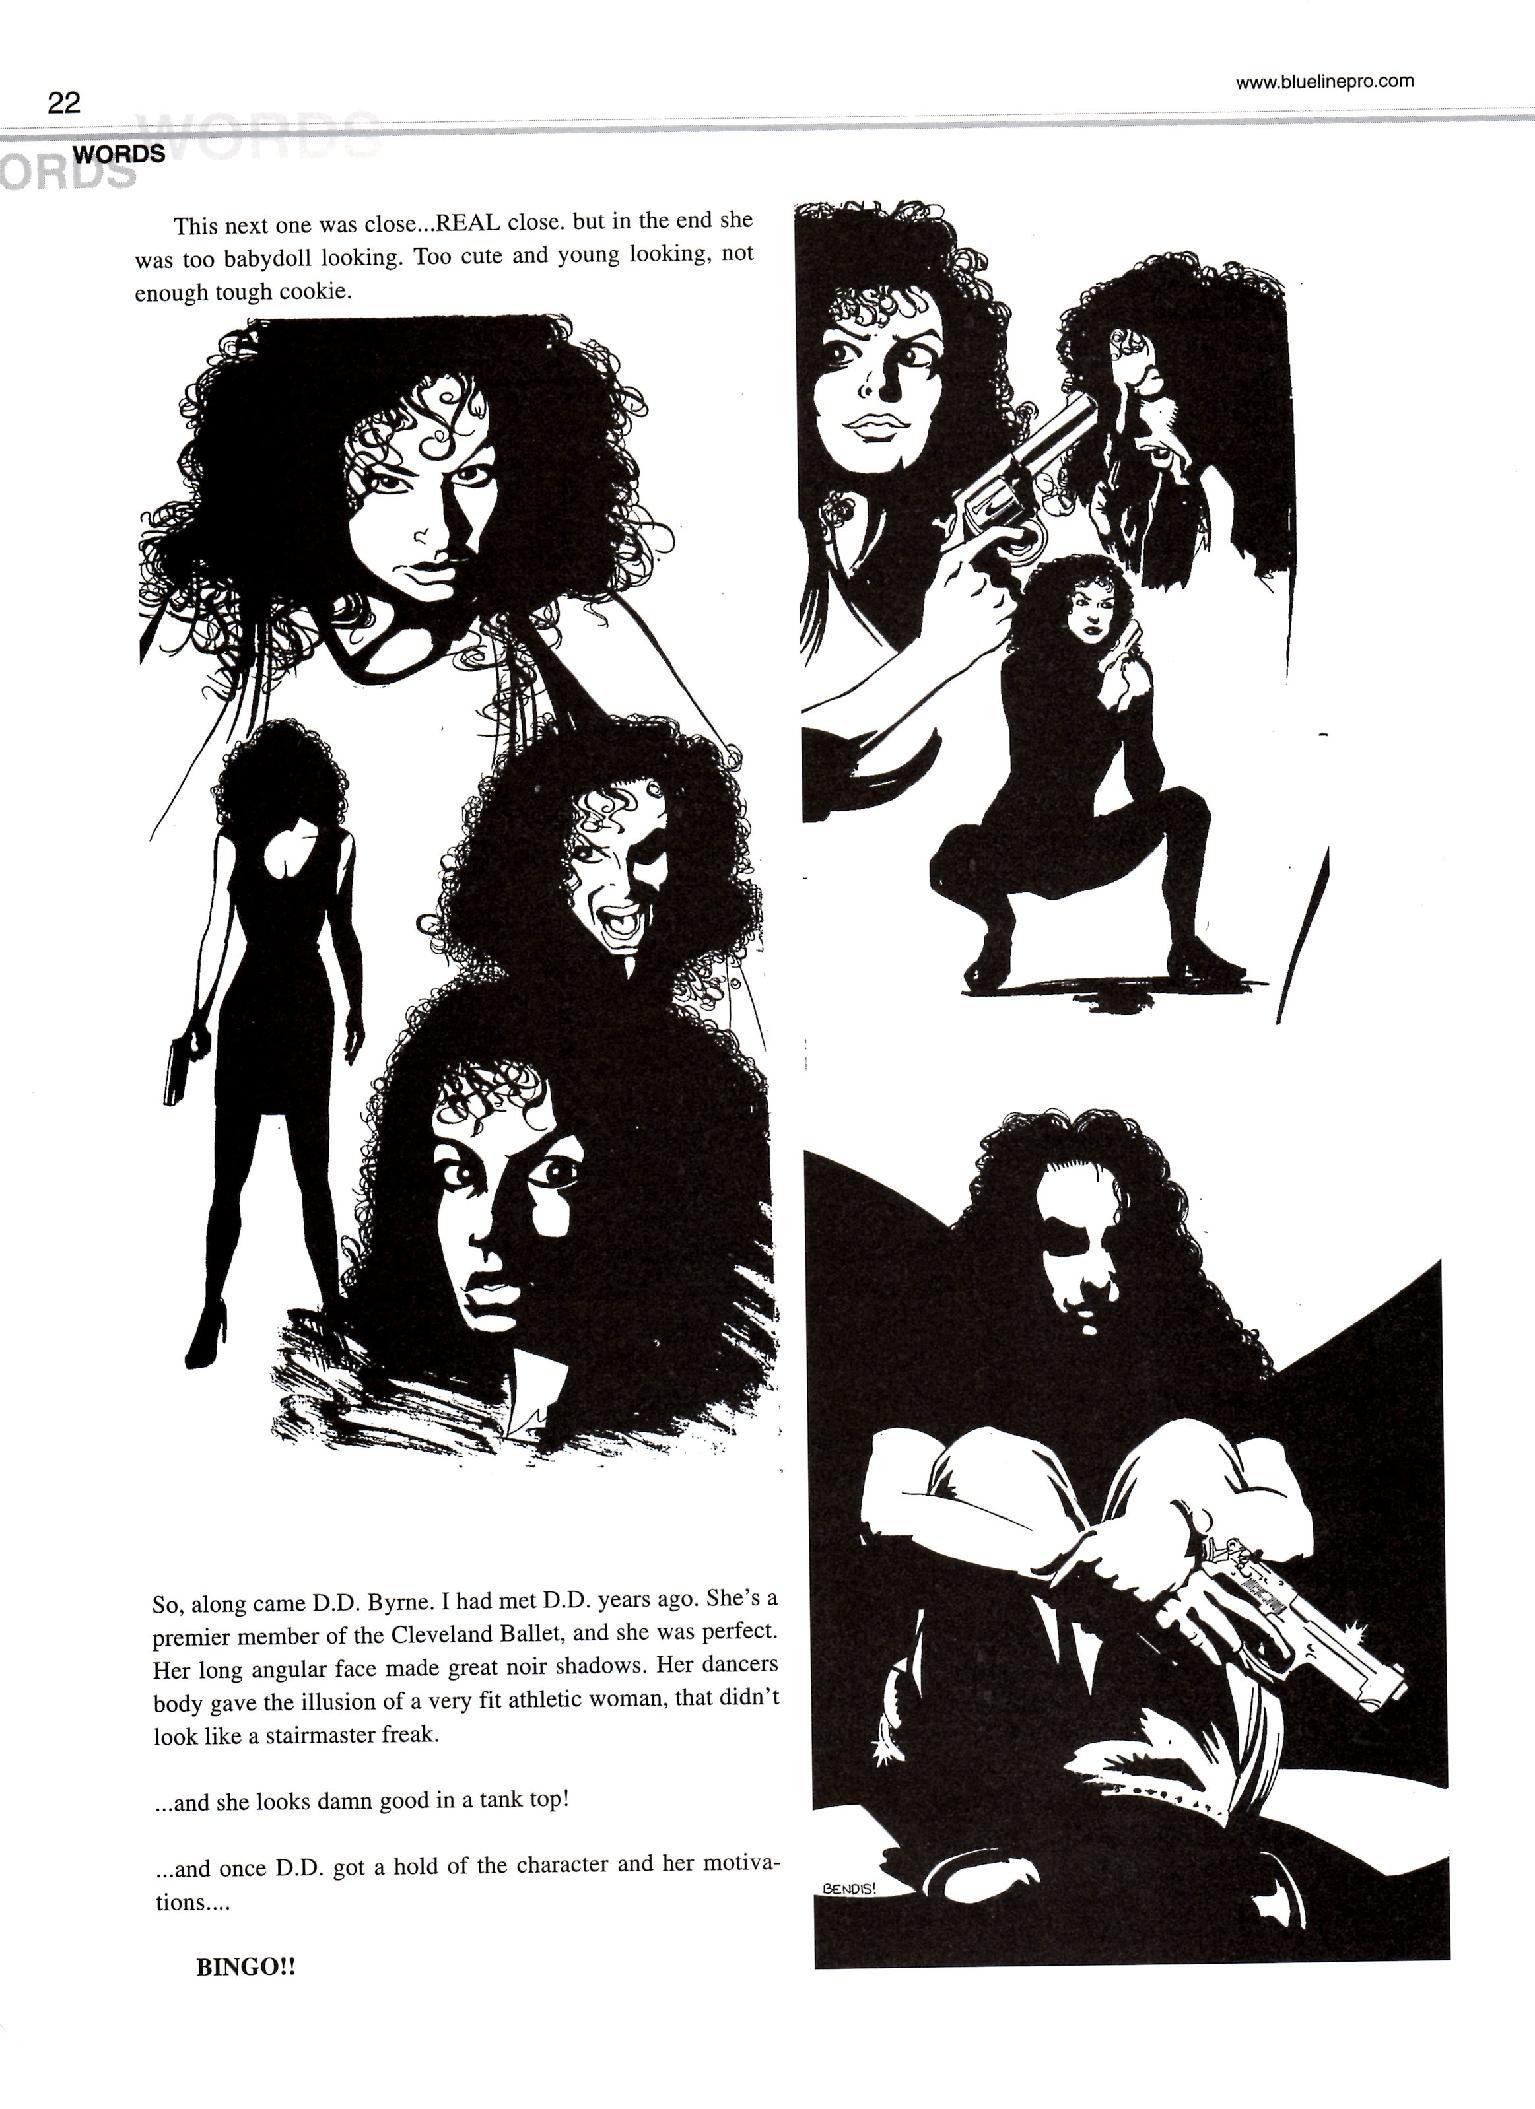 www.bluelinepro.com
22
WORDS
WORDS
ORDS
This next one was close...REAL close. but in the end she
was too babydoll looking. Too cute and young looking, not
enough tough cookie.
So, along came D.D. Byrne. I had met D.D. years ago. She's a
premier member of the Cleveland Ballet, and she was perfect.
Her long angular face made great noir shadows. Her dancers
body gave the illusion of a very fit athletic woman, that didn't
look like a stairmaster freak.
...and she looks damn good in a tank top!
...and once D.D. got a hold of the character and her motiva-
tions....
BINGO!!
BENDIS!